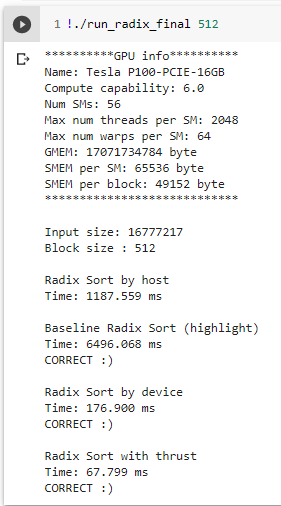 1 !./run_radix_final 512
**********GPU info**********
Name: Tesla P100-PCIE-16GB
Compute capability: 6.0
Num SMs: 56
Max num threads per SM: 2048
Max num warps per SM: 64
GMEM: 17071734784 byte
SMEM per SM: 65536 byte
SMEM per block: 49152 byte
****************************
Input size: 16777217
Block size : 512
Radix Sort by host
Time: 1187.559 ms
Baseline Radix Sort (highlight)
Time: 6496.068 ms
CORRECT :)
Radix Sort by device
Time: 176.900 ms
CORRECT :)
Radix Sort with thrust
Time: 67.799 ms
CORRECT :)